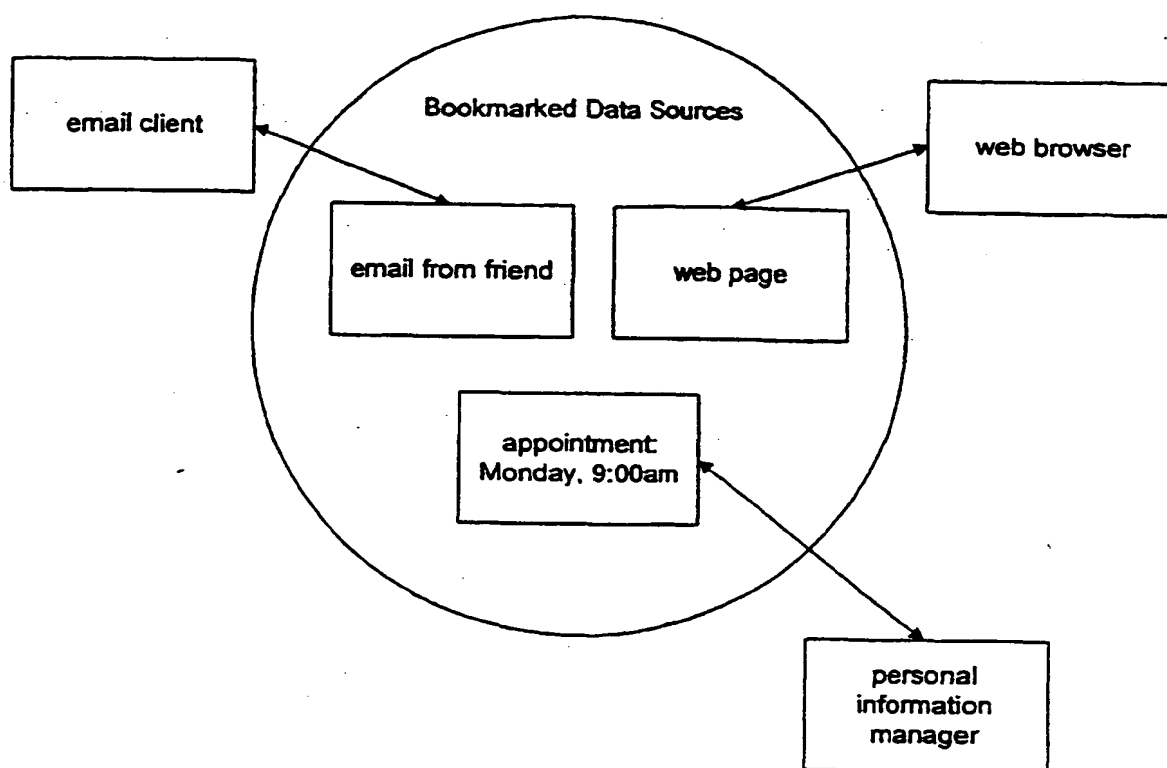 Bookmarked Data Sources
email client
web browser
email from friend
web page
appointment:
Monday, 9:00am
personal
information
manager